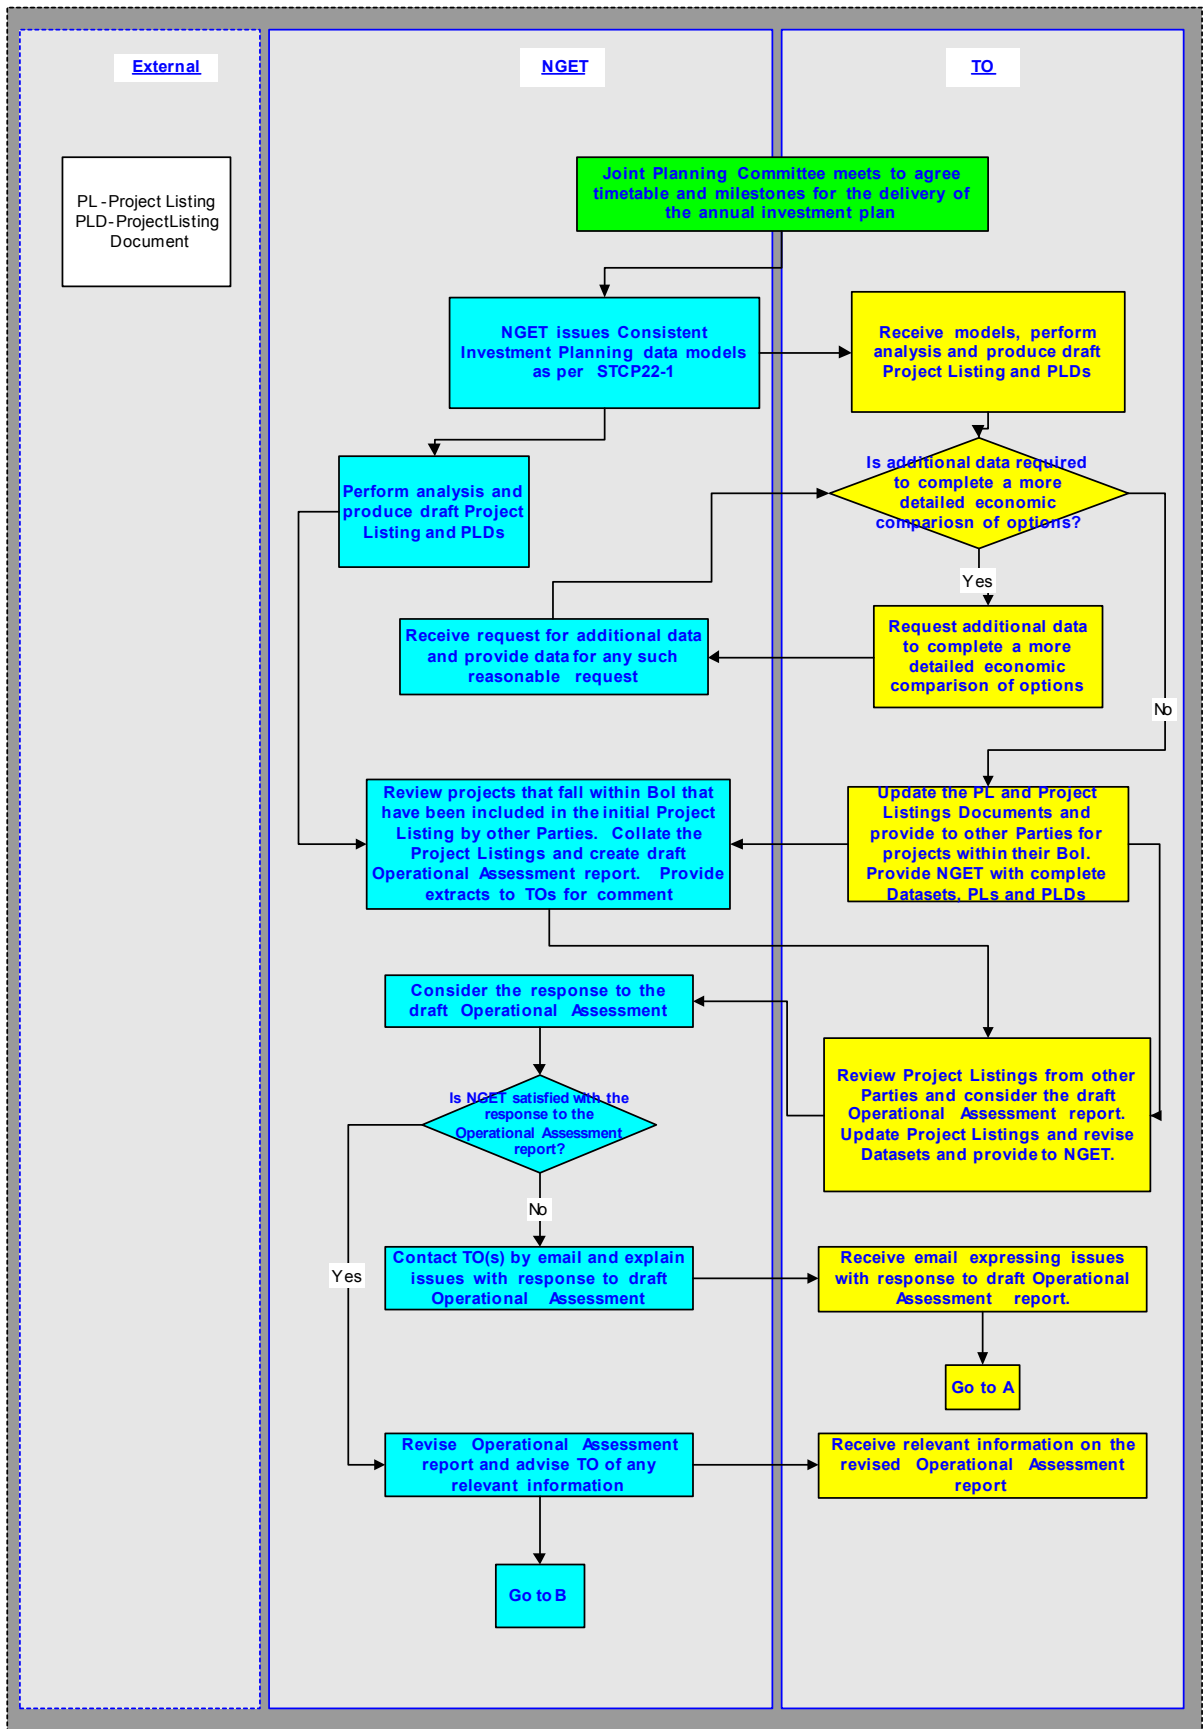 External
NGET
TO
PL - Project Listing
PLD-ProjectListing
Document
Joint Planning Committee meets to agree
timetable and milestones for the delivery of
the annual investment plan
NGET issues Consistent
Investment Planning data models
as per STCP22-1
Receive models, perform
analysis and produce draft
Project Listing and PLDs
Perform analysis and
produce draft Project
Listing and PLDs
Is additional data required
to complete a more
detailed economic
compariosn of options?
Yes
Receive request for additional data
and provide data for any such
reasonable request
Request additional data
to complete a more
detailed economic
comparison of options
No
Review projects that fall within BoI that
have been included in the initial Project
Listing by other Parties. Collate the
Project Listings and create draft
Operational Assessment report. Provide
extracts to TOs for comment
Update the PL and Project
Listings Documents and
provide to other Parties for
projects within their BoI.
Provide NGET with complete
Datasets, PLs and PLDs
Consider the response to the
draft Operational Assessment
Review Project Listings from other
Parties and consider the draft
Operational Assessment report.
Update Project Listings and revise
Datasets and provide to NGET.
Is NGET satisfied with the
response to the
Operational Assessment
report?
No
Yes
Contact TO(s) by email and explain
issues with response to draft
Operational Assessment
Receive email expressing issues
with response to draft Operational
Assessment report.
Go to A
Revise Operational Assessment
report and advise TO of any
relevant information
Receive relevant information on the
revised Operational Assessment
report
Go to B